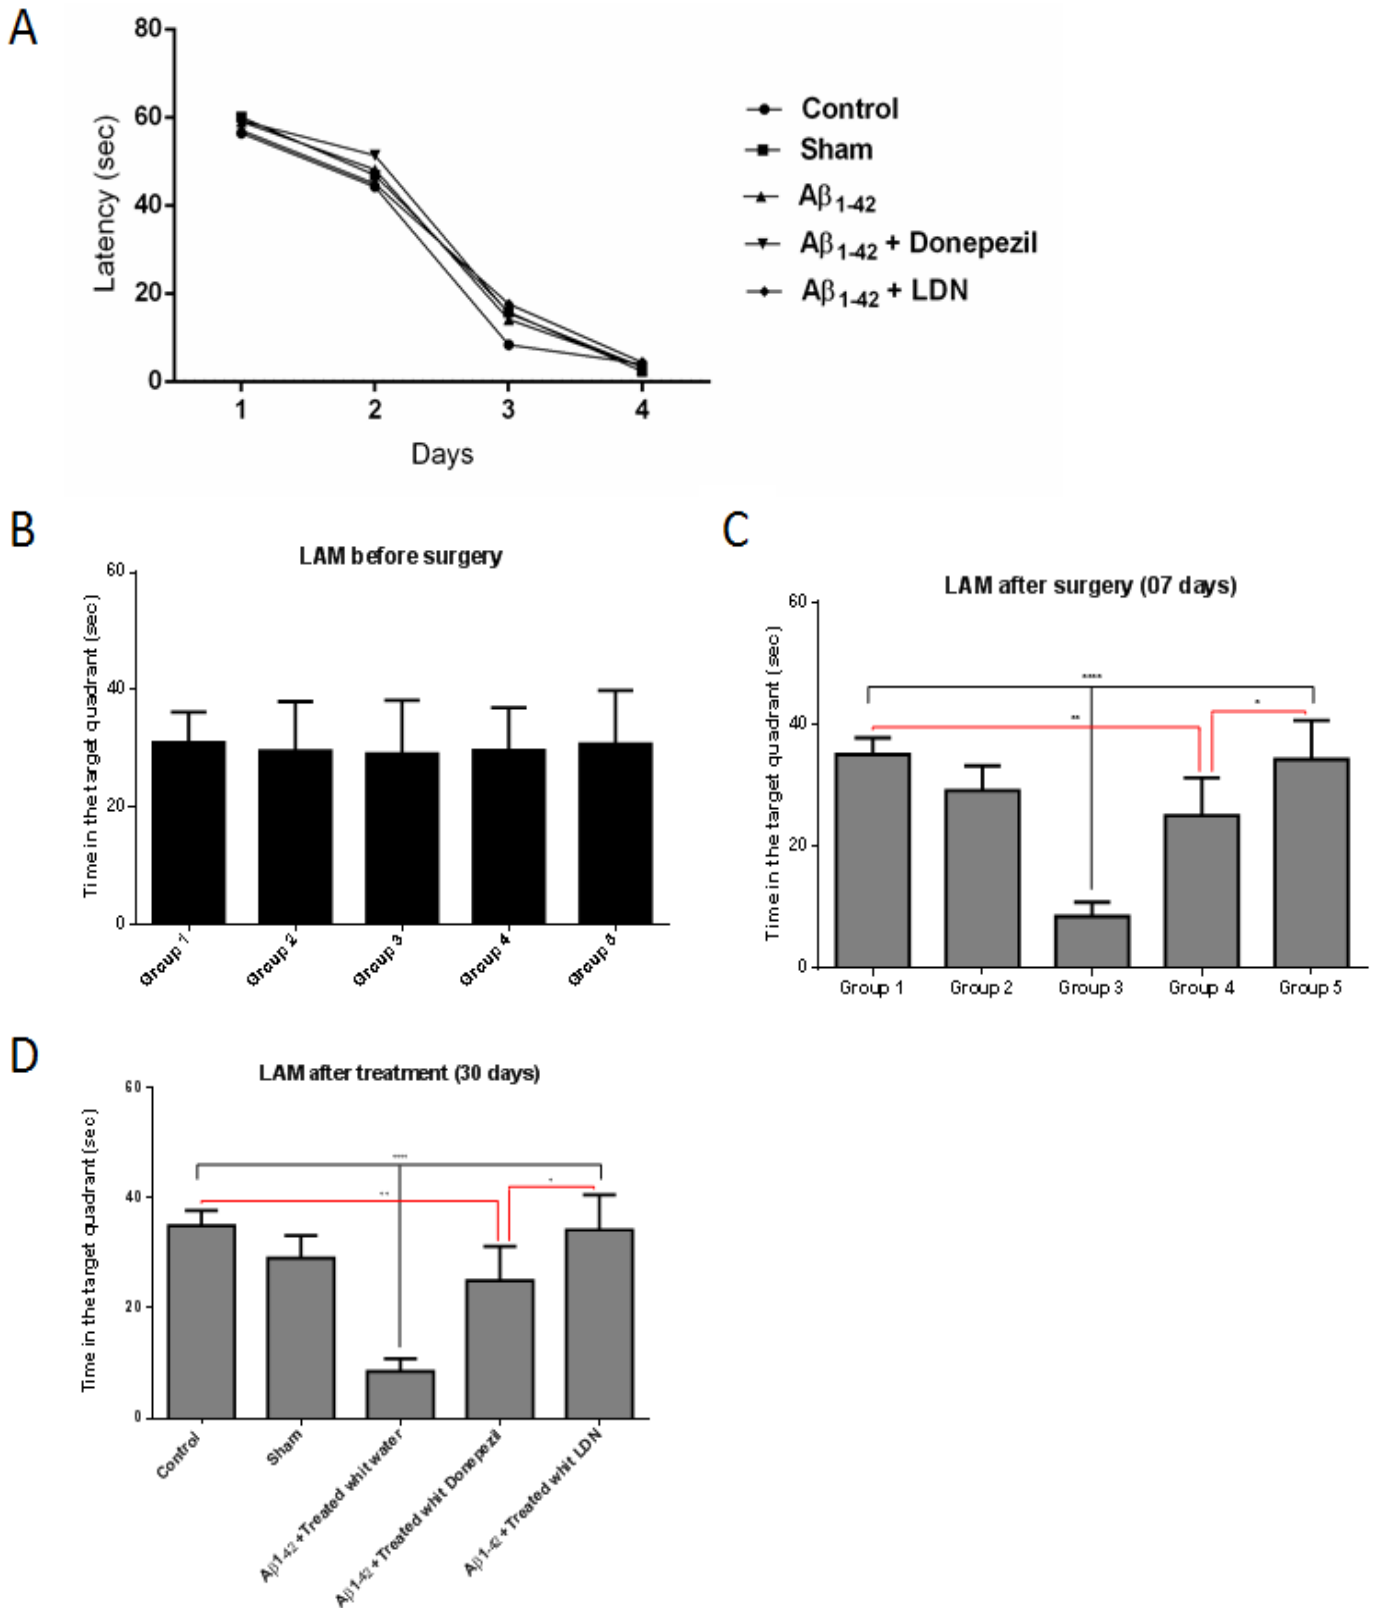 A
80
60
40
20
0
Latency (sec)
1 2 3 4
Days
Control
Sham
Aβ1-42
Aβ1-42 + Donepezil
Aβ1-42 + LDN
B
LAM before surgery
60
40
20
0
Time in the target quadrant (sec)
Group 1
Group 2
Group 3
Group 4
C
LAM after surgery (07 days)
60
40
20
0
Time in the target quadrant (sec)
****
**
*
Group 1 Group 2 Group 3 Group 4 Group 5
D
LAM after treatment (30 days)
60
40
20
0
Time in the target quadrant (sec)
****
**
*
Control
Sham
Aβ1-42 +Treated whit water
Aβ1-42 +Treated whit Donepezil
Aβ1-42 +Treated whit LDN